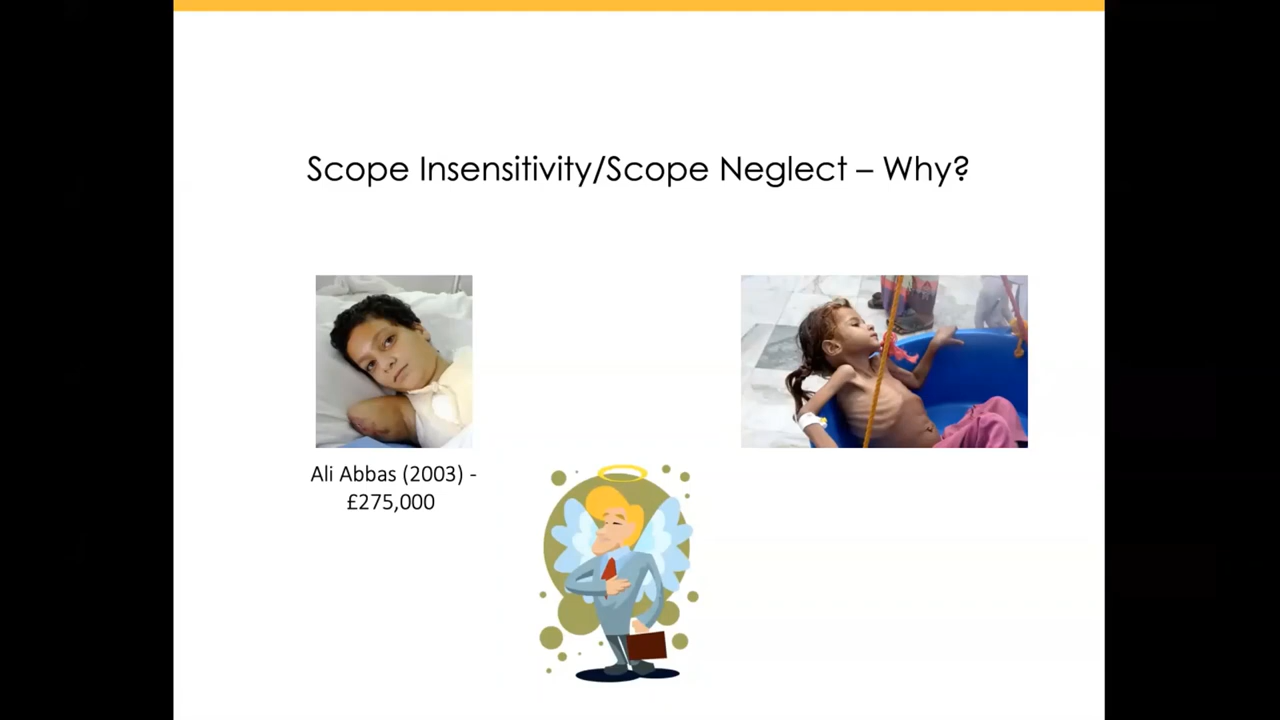 Scope Insensitivity/Scope Neglect – Why?
Ali Abbas (2003) -
£275,000